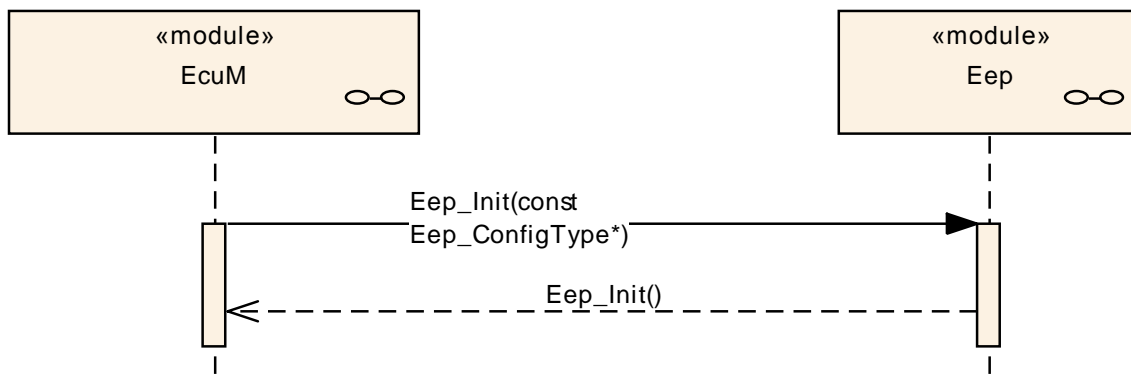 «module»
EcuM
«module»
Eep
Eep_Init(const
Eep_ConfigType*)
Eep_Init()